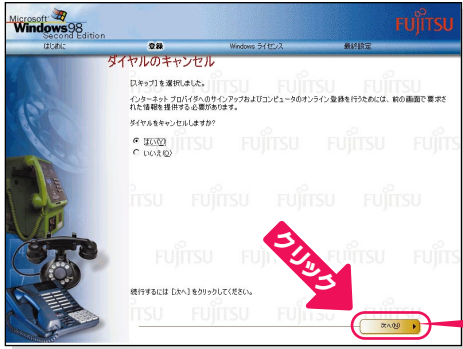 Microsoft
Windows98
Second Edition
FUJITSU
はじめに 登録 Windows ライセンス 最終設定
ダイヤルのキャンセル
[スキップ] を選択しました。
インターネット プロバイダへのサインアップおよびコンピュータのオンライン登録を行うためには、前の画面で要求さ
れた情報を提供する必要があります。
ダイヤルをキャンセルしますか?
はい(Y)
いいえ(O)
クリック
続行するには [次へ] をクリックしてください。
次へ(N)